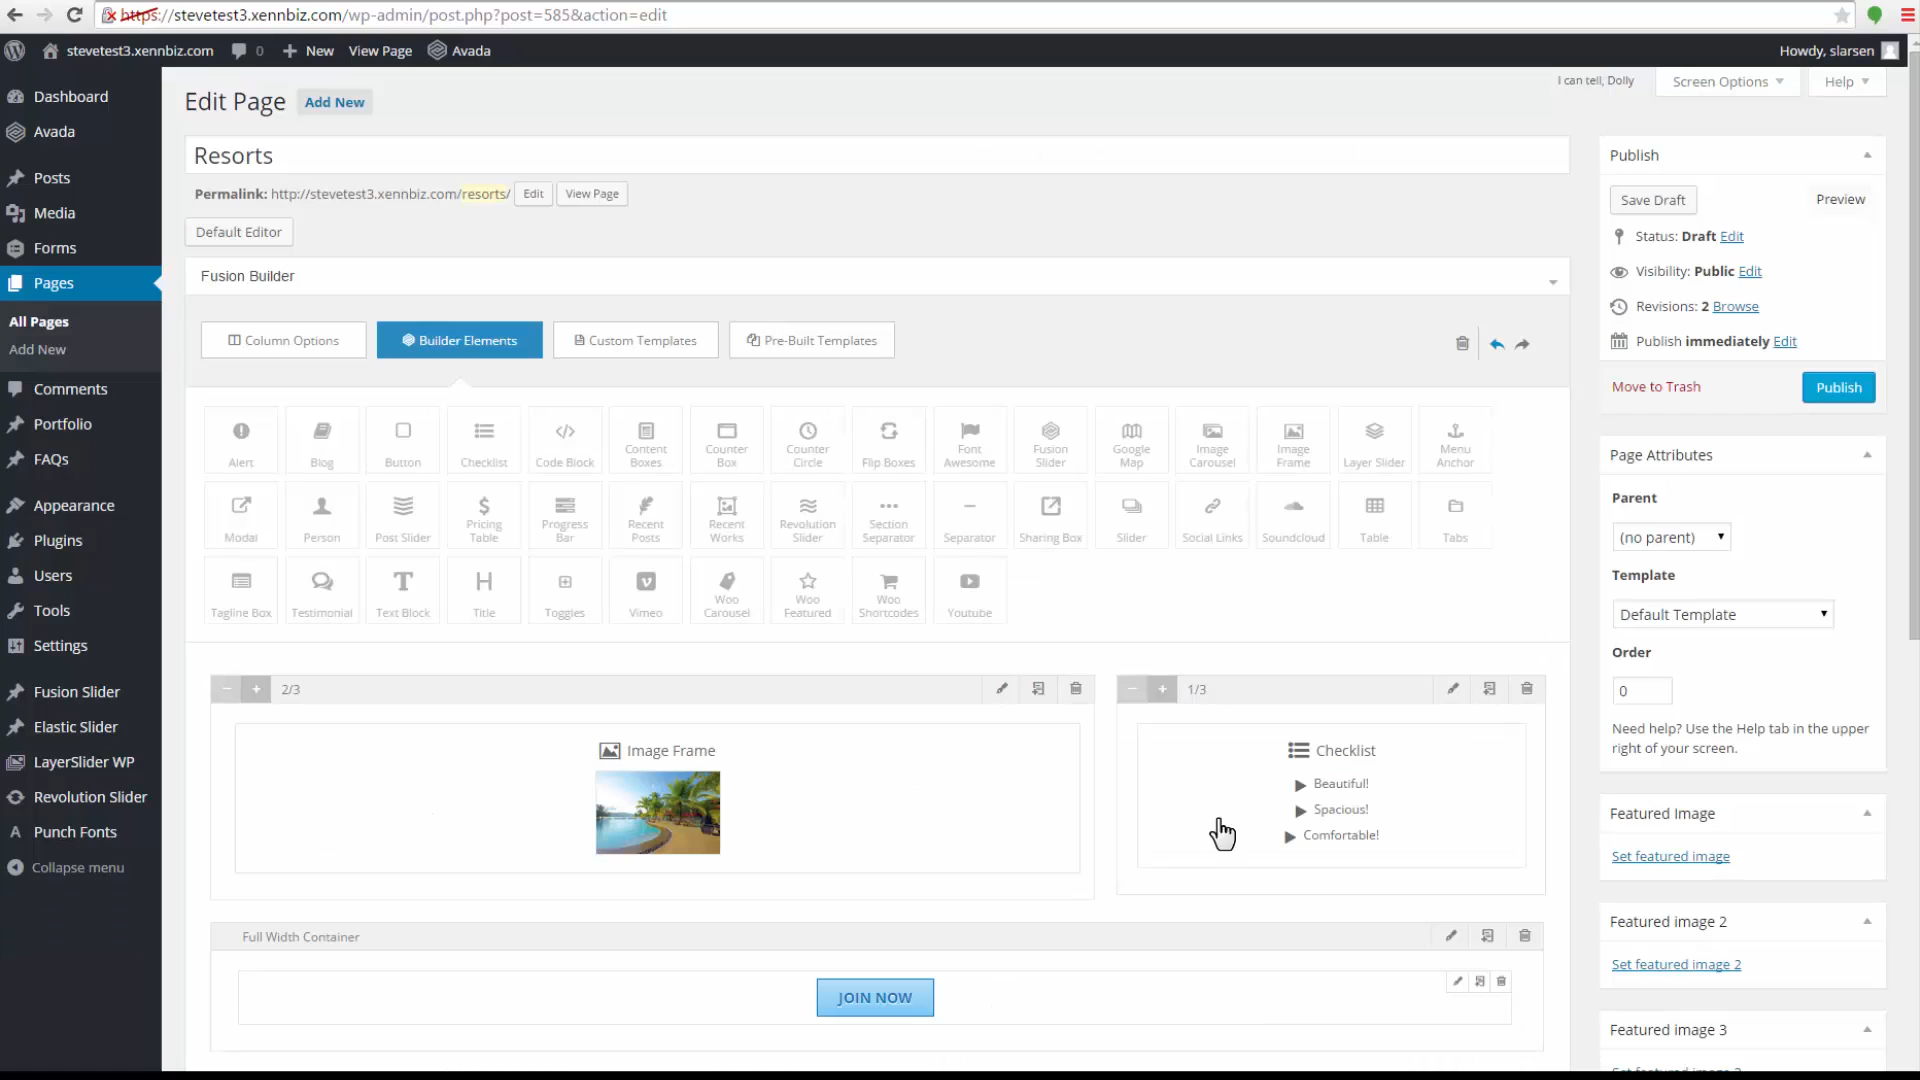 https://stevetest3.xennbiz.com/wp-admin/post.php?post=585&action=edit
stevetest3.xennbiz.com 0 New View Page Avada Howdy, slarsen
I can tell, Dolly Screen Options Help
Dashboard
Avada
Posts
Media
Forms
Pages
All Pages
Add New
Comments
Portfolio
FAQs
Appearance
Plugins
Users
Tools
Settings
Fusion Slider
Elastic Slider
LayerSlider WP
Revolution Slider
Punch Fonts
Collapse menu
Edit Page Add New
Resorts
Permalink: http://stevetest3.xennbiz.com/resorts/ Edit View Page
Default Editor
Fusion Builder
Column Options Builder Elements Custom Templates Pre-Built Templates
Alert Blog Button Checklist Code Block Content Boxes Counter Box Counter Circle Flip Boxes Font Awesome Fusion Slider Google Map Image Carousel Image Frame Layer Slider Menu Anchor
Modal Person Post Slider Pricing Table Progress Bar Recent Posts Recent Works Revolution Slider Section Separator Separator Sharing Box Slider Social Links Soundcloud Table Tabs
Tagline Box Testimonial Text Block Title Toggles Vimeo Woo Carousel Woo Featured Woo Shortcodes Youtube
2/3
Image Frame
1/3
Checklist
Beautiful!
Spacious!
Comfortable!
Full Width Container
JOIN NOW
Publish
Save Draft Preview
Status: Draft Edit
Visibility: Public Edit
Revisions: 2 Browse
Publish immediately Edit
Move to Trash Publish
Page Attributes
Parent
(no parent)
Template
Default Template
Order
0
Need help? Use the Help tab in the upper
right of your screen.
Featured Image
Set featured image
Featured image 2
Set featured image 2
Featured image 3